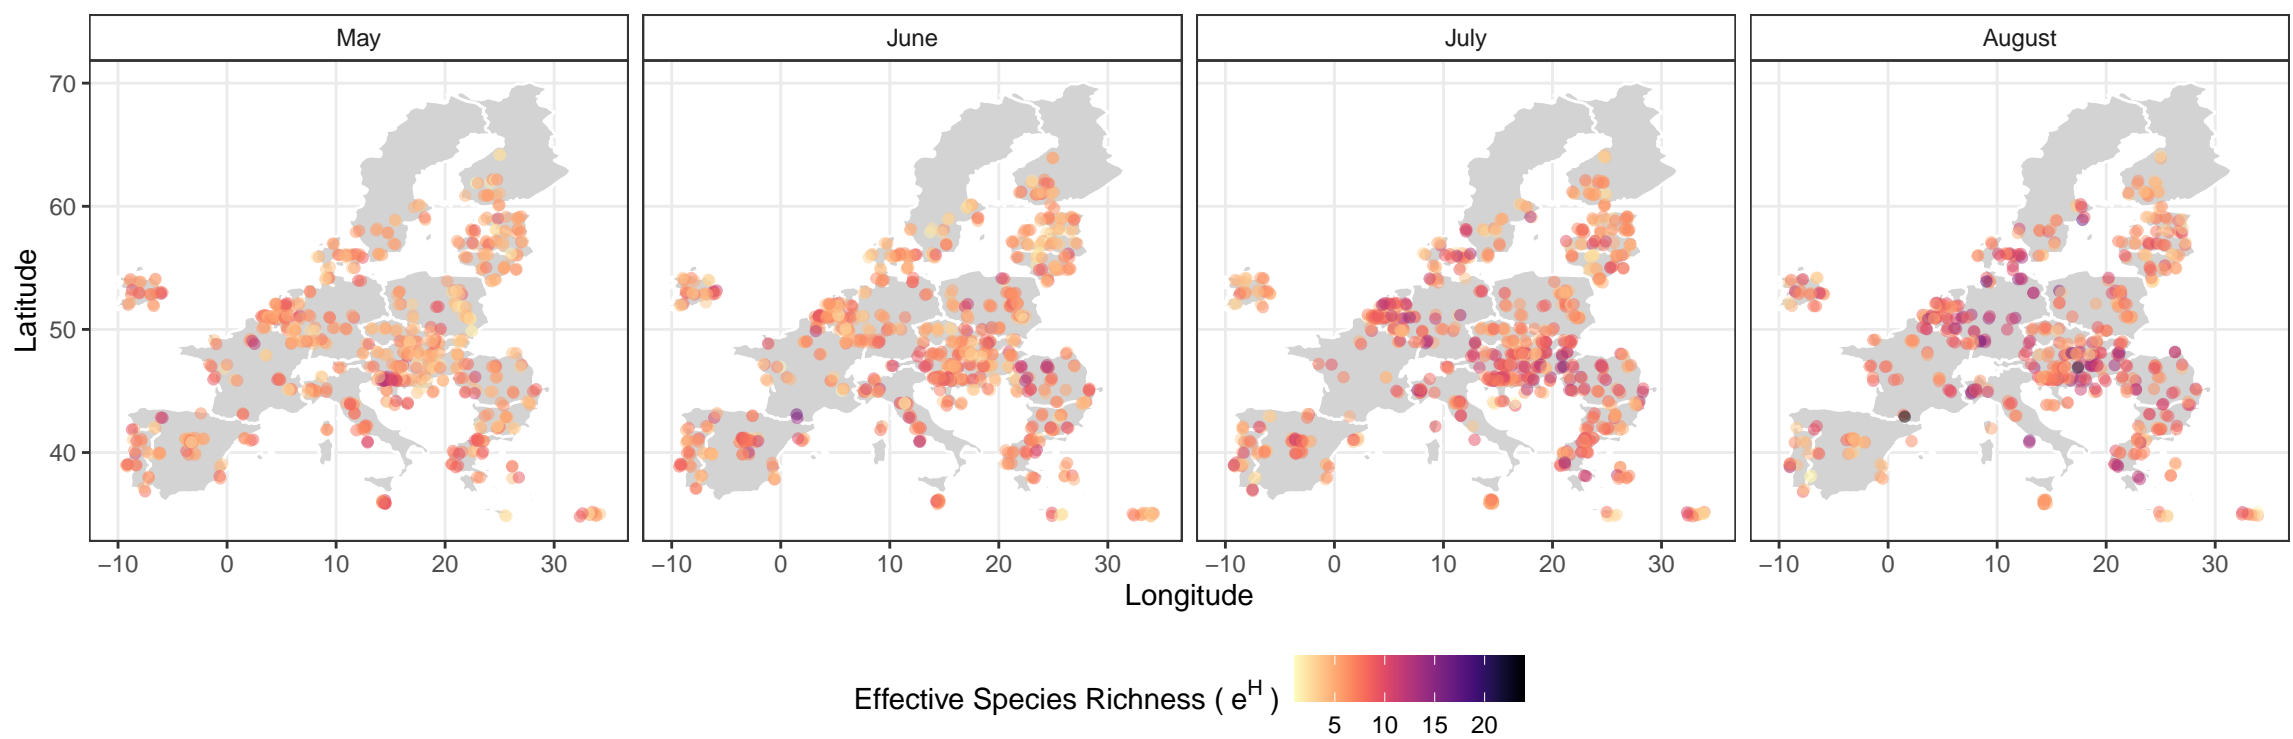 May June July August
70
60
50
40
Latitude
−10 0 10 20 30 −10 0 10 20 30 −10 0 10 20 30 −10 0 10 20 30
Longitude
Effective Species Richness ( e^H )
5 10 15 20